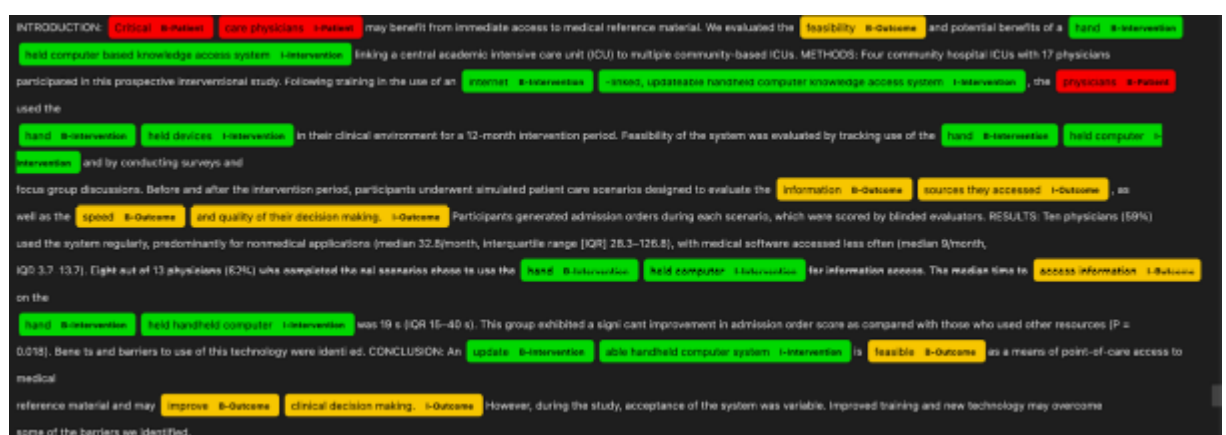 INTRODUCTION: Critical B-Patient care physicians I-Patient may benefit from immediate access to medical reference material. We evaluated the feasibility B-Outcome and potential benefits of a hand B-Intervention
held computer based knowledge access system I-Intervention linking a central academic intensive care unit (ICU) to multiple community-based ICUs. METHODS: Four community hospital ICUs with 17 physicians
participated in this prospective interventional study. Following training in the use of an internet B-Intervention -linked, updateable handheld computer knowledge access system I-Intervention , the physicians B-Patient
used the
hand B-Intervention held devices I-Intervention in their clinical environment for a 12-month intervention period. Feasibility of the system was evaluated by tracking use of the hand B-Intervention held computer I-
Intervention and by conducting surveys and
focus group discussions. Before and after the intervention period, participants underwent simulated patient care scenarios designed to evaluate the information B-Outcome sources they accessed I-Outcome , as
well as the speed B-Outcome and quality of their decision making. I-Outcome Participants generated admission orders during each scenario, which were scored by blinded evaluators. RESULTS: Ten physicians (59%)
used the system regularly, predominantly for nonmedical applications (median 32.8/month, interquartile range [IQR] 28.3–126.8), with medical software accessed less often (median 9/month,
IQR 3.7–13.7). Eight out of 13 physicians (62%) who completed the nal scenarios chose to use the hand B-Intervention held computer I-Intervention for information access. The median time to access information I-Outcome
on the
hand B-Intervention held handheld computer I-Intervention was 19 s (IQR 15–40 s). This group exhibited a signi cant improvement in admission order score as compared with those who used other resources (P =
0.018). Bene ts and barriers to use of this technology were identi ed. CONCLUSION: An update B-Intervention able handheld computer system I-Intervention is feasible B-Outcome as a means of point-of-care access to
medical
reference material and may improve B-Outcome clinical decision making. I-Outcome However, during the study, acceptance of the system was variable. Improved training and new technology may overcome
some of the barriers we identified.